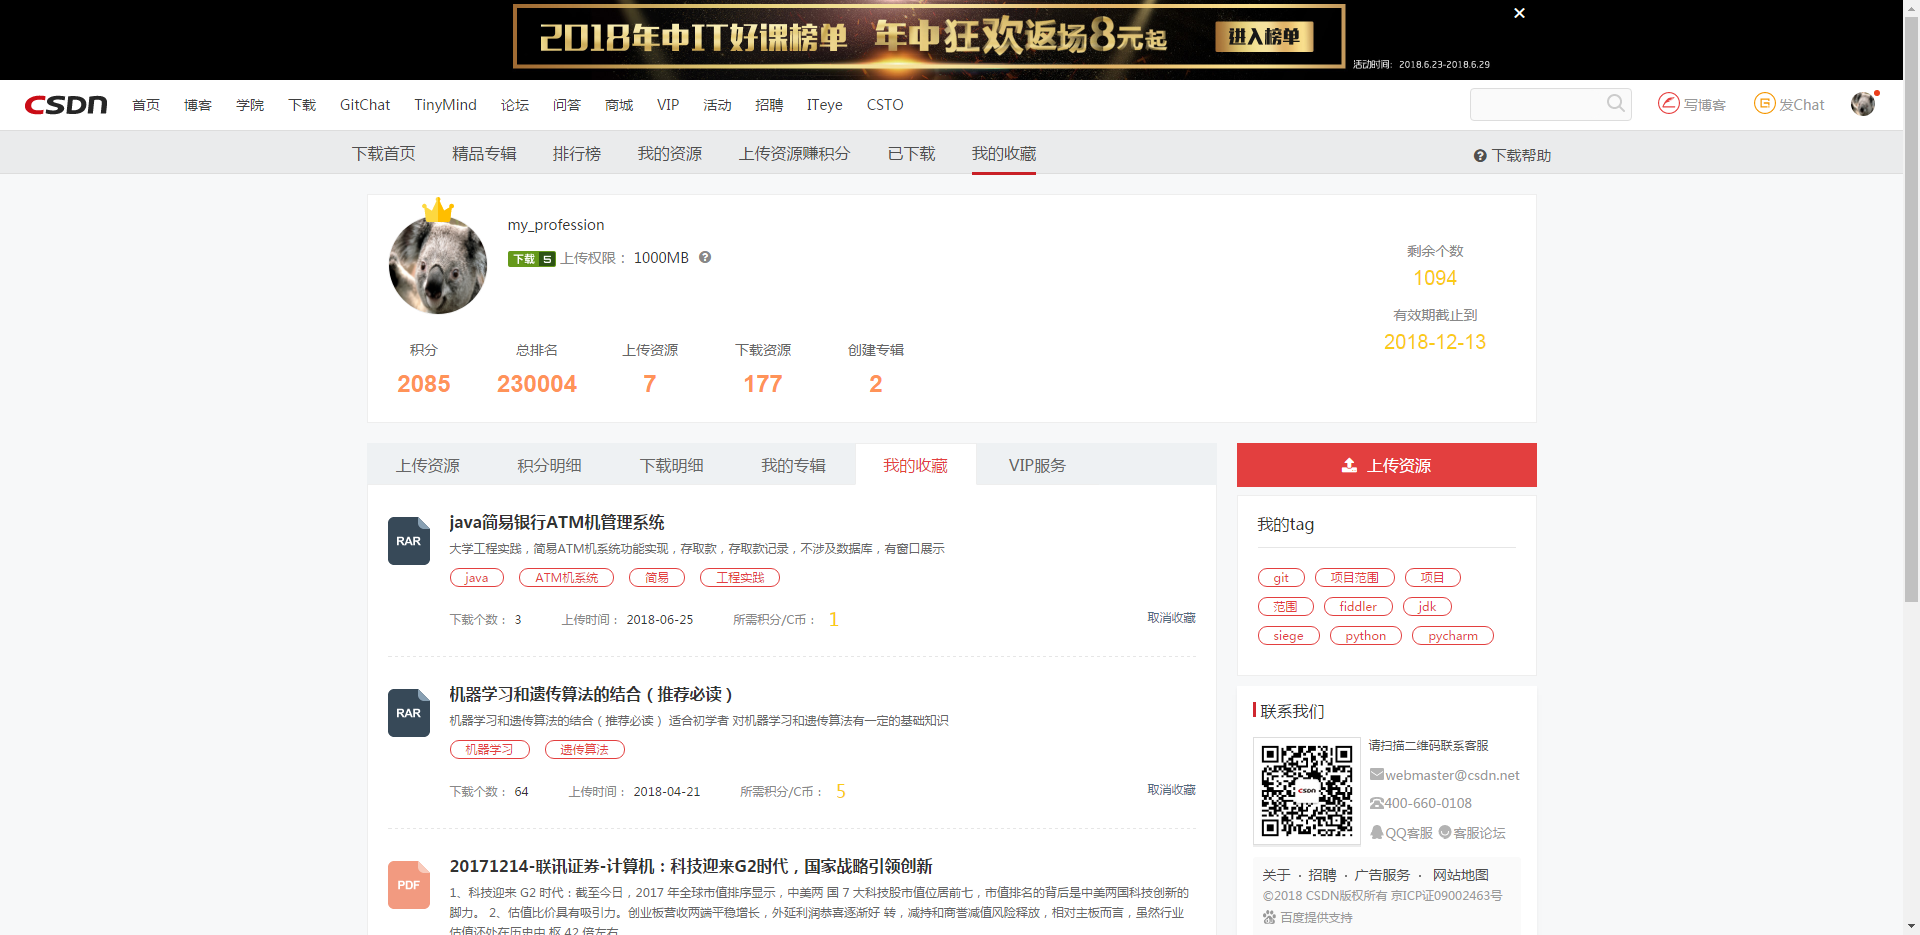 2018年中IT好课榜单 年中狂欢返场8元起 进入榜单
活动时间：2018.6.23-2018.6.29
CSDN 首页 博客 学院 下载 GitChat TinyMind 论坛 问答 商城 VIP 活动 招聘 ITeye CSTO 写博客 发Chat
下载首页 精品专辑 排行榜 我的资源 上传资源赚积分 已下载 我的收藏 下载帮助
my_profession
下载 5 上传权限： 1000MB
剩余个数
1094
有效期截止到
2018-12-13
积分 总排名 上传资源 下载资源 创建专辑
2085 230004 7 177 2
上传资源 积分明细 下载明细 我的专辑 我的收藏 VIP服务
RAR
java简易银行ATM机管理系统
大学工程实践，简易ATM机系统功能实现，存取款，存取款记录，不涉及数据库，有窗口展示
java ATM机系统 简易 工程实践
下载个数： 3 上传时间： 2018-06-25 所需积分/C币： 1 取消收藏
RAR
机器学习和遗传算法的结合（推荐必读）
机器学习和遗传算法的结合（推荐必读） 适合初学者 对机器学习和遗传算法有一定的基础知识
机器学习 遗传算法
下载个数： 64 上传时间： 2018-04-21 所需积分/C币： 5 取消收藏
PDF
20171214-联讯证券-计算机：科技迎来G2时代，国家战略引领创新
1、科技迎来 G2 时代：截至今日，2017 年全球市值排序显示，中美两 国 7 大科技股市值位居前七，市值排名的背后是中美两国科技创新的
脚力。 2、估值比价具有吸引力。创业板营收两端平稳增长，外延利润恭喜逐渐好 转，减持和商誉减值风险释放，相对主板而言，虽然行业
估值还处在历史中 枢 42 倍左右
上传资源
我的tag
git 项目范围 项目
范围 fiddler jdk
siege python pycharm
联系我们
CSDN
请扫描二维码联系客服
webmaster@csdn.net
400-660-0108
QQ客服 客服论坛
关于 · 招聘 · 广告服务 · 网站地图
©2018 CSDN版权所有 京ICP证09002463号
百度提供支持